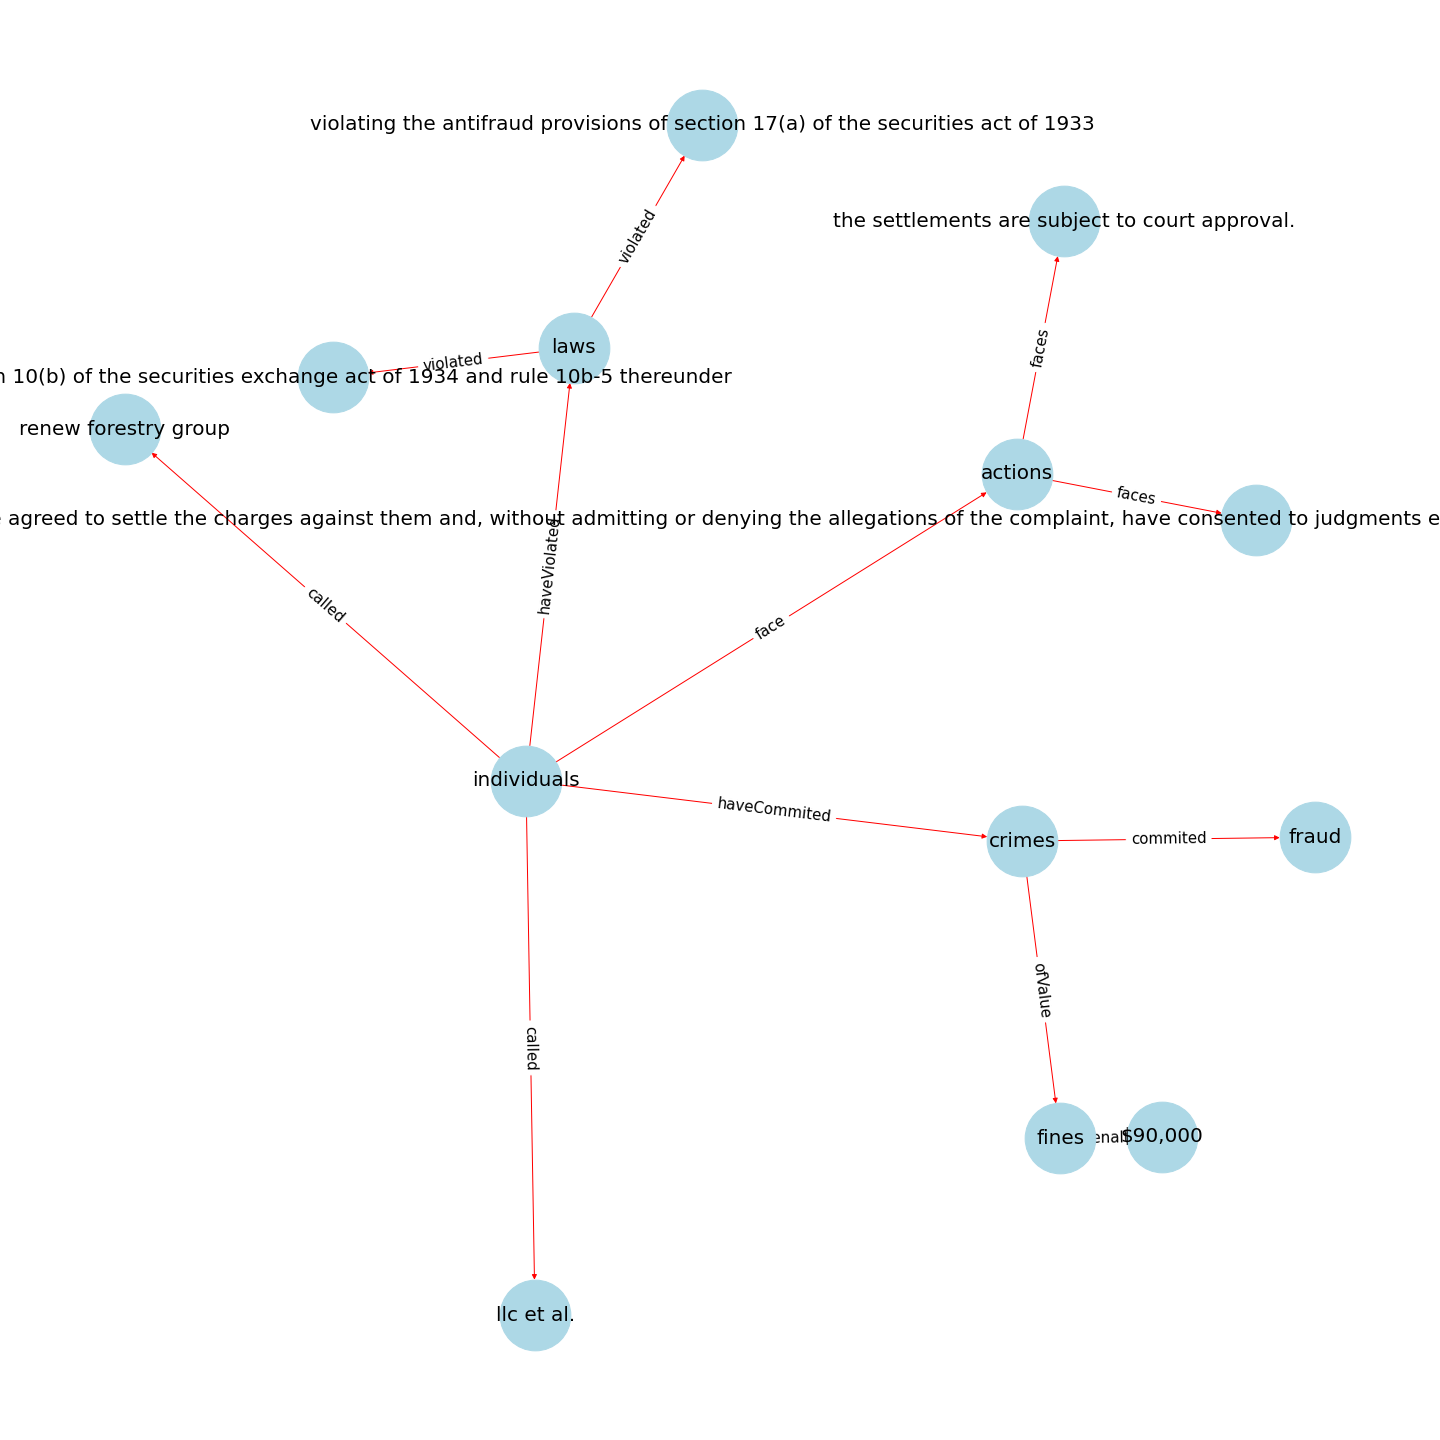 violating the antifraud provisions of section 17(a) of the securities act of 1933
the settlements are subject to court approval.
violated
laws
faces
violated
10(b) of the securities exchange act of 1934 and rule 10b-5 thereunder
renew forestry group
actions
faces
agreed to settle the charges against them and, without admitting or denying the allegations of the complaint, have consented to judgments
haveViolated
called
face
individuals
haveCommited
crimes
commited
fraud
ofValue
called
fines
$90,000
llc et al.